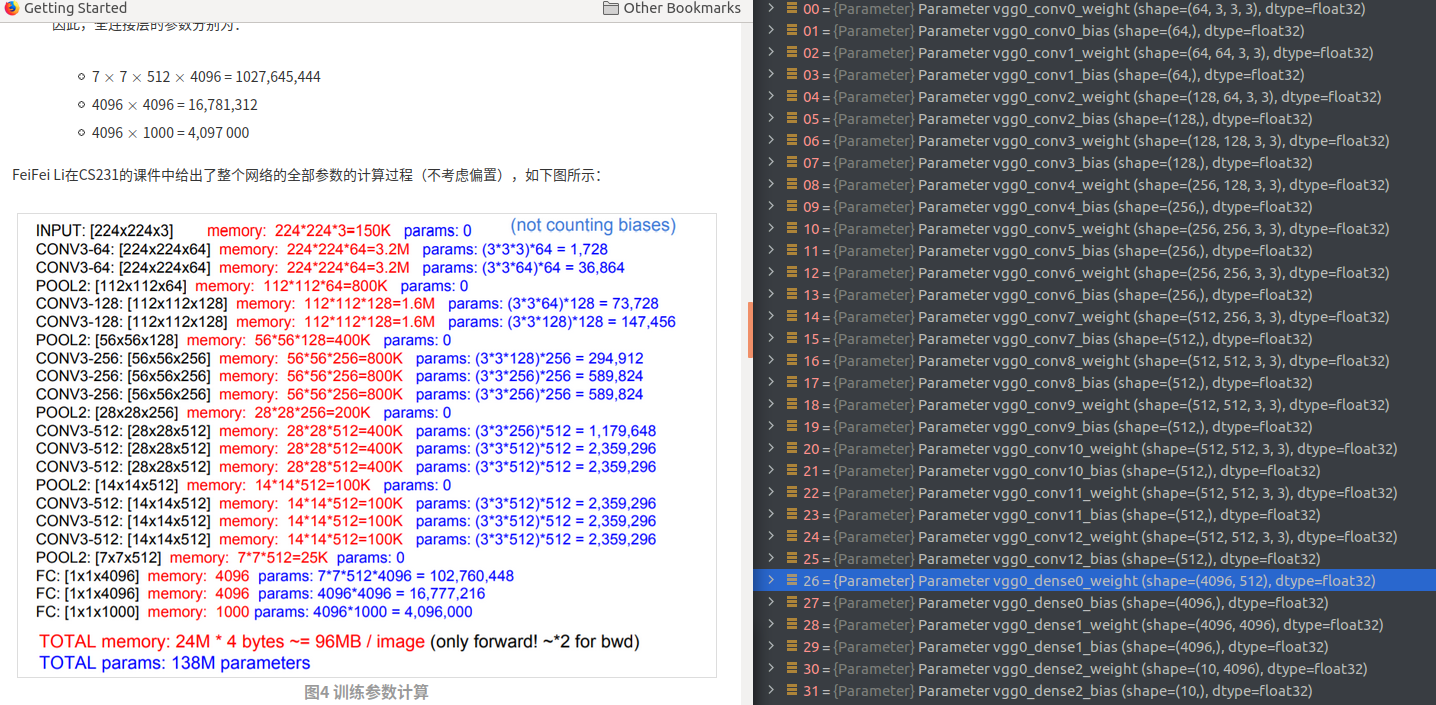 Getting Started
Other Bookmarks
因此，全连接层的参数分别为：
7 × 7 × 512 × 4096 = 1027,645,444
4096 × 4096 = 16,781,312
4096 × 1000 = 4,097 000
FeiFei Li在CS231的课件中给出了整个网络的全部参数的计算过程（不考虑偏置），如下图所示：
(not counting biases)
INPUT: [224x224x3] memory: 224*224*3=150K params: 0
CONV3-64: [224x224x64] memory: 224*224*64=3.2M params: (3*3*3)*64 = 1,728
CONV3-64: [224x224x64] memory: 224*224*64=3.2M params: (3*3*64)*64 = 36,864
POOL2: [112x112x64] memory: 112*112*64=800K params: 0
CONV3-128: [112x112x128] memory: 112*112*128=1.6M params: (3*3*64)*128 = 73,728
CONV3-128: [112x112x128] memory: 112*112*128=1.6M params: (3*3*128)*128 = 147,456
POOL2: [56x56x128] memory: 56*56*128=400K params: 0
CONV3-256: [56x56x256] memory: 56*56*256=800K params: (3*3*128)*256 = 294,912
CONV3-256: [56x56x256] memory: 56*56*256=800K params: (3*3*256)*256 = 589,824
CONV3-256: [56x56x256] memory: 56*56*256=800K params: (3*3*256)*256 = 589,824
POOL2: [28x28x256] memory: 28*28*256=200K params: 0
CONV3-512: [28x28x512] memory: 28*28*512=400K params: (3*3*256)*512 = 1,179,648
CONV3-512: [28x28x512] memory: 28*28*512=400K params: (3*3*512)*512 = 2,359,296
CONV3-512: [28x28x512] memory: 28*28*512=400K params: (3*3*512)*512 = 2,359,296
POOL2: [14x14x512] memory: 14*14*512=100K params: 0
CONV3-512: [14x14x512] memory: 14*14*512=100K params: (3*3*512)*512 = 2,359,296
CONV3-512: [14x14x512] memory: 14*14*512=100K params: (3*3*512)*512 = 2,359,296
CONV3-512: [14x14x512] memory: 14*14*512=100K params: (3*3*512)*512 = 2,359,296
POOL2: [7x7x512] memory: 7*7*512=25K params: 0
FC: [1x1x4096] memory: 4096 params: 7*7*512*4096 = 102,760,448
FC: [1x1x4096] memory: 4096 params: 4096*4096 = 16,777,216
FC: [1x1x1000] memory: 1000 params: 4096*1000 = 4,096,000
TOTAL memory: 24M * 4 bytes ~= 96MB / image (only forward! ~*2 for bwd)
TOTAL params: 138M parameters
图4 训练参数计算
00 = {Parameter} Parameter vgg0_conv0_weight (shape=(64, 3, 3, 3), dtype=float32)
01 = {Parameter} Parameter vgg0_conv0_bias (shape=(64,), dtype=float32)
02 = {Parameter} Parameter vgg0_conv1_weight (shape=(64, 64, 3, 3), dtype=float32)
03 = {Parameter} Parameter vgg0_conv1_bias (shape=(64,), dtype=float32)
04 = {Parameter} Parameter vgg0_conv2_weight (shape=(128, 64, 3, 3), dtype=float32)
05 = {Parameter} Parameter vgg0_conv2_bias (shape=(128,), dtype=float32)
06 = {Parameter} Parameter vgg0_conv3_weight (shape=(128, 128, 3, 3), dtype=float32)
07 = {Parameter} Parameter vgg0_conv3_bias (shape=(128,), dtype=float32)
08 = {Parameter} Parameter vgg0_conv4_weight (shape=(256, 128, 3, 3), dtype=float32)
09 = {Parameter} Parameter vgg0_conv4_bias (shape=(256,), dtype=float32)
10 = {Parameter} Parameter vgg0_conv5_weight (shape=(256, 256, 3, 3), dtype=float32)
11 = {Parameter} Parameter vgg0_conv5_bias (shape=(256,), dtype=float32)
12 = {Parameter} Parameter vgg0_conv6_weight (shape=(256, 256, 3, 3), dtype=float32)
13 = {Parameter} Parameter vgg0_conv6_bias (shape=(256,), dtype=float32)
14 = {Parameter} Parameter vgg0_conv7_weight (shape=(512, 256, 3, 3), dtype=float32)
15 = {Parameter} Parameter vgg0_conv7_bias (shape=(512,), dtype=float32)
16 = {Parameter} Parameter vgg0_conv8_weight (shape=(512, 512, 3, 3), dtype=float32)
17 = {Parameter} Parameter vgg0_conv8_bias (shape=(512,), dtype=float32)
18 = {Parameter} Parameter vgg0_conv9_weight (shape=(512, 512, 3, 3), dtype=float32)
19 = {Parameter} Parameter vgg0_conv9_bias (shape=(512,), dtype=float32)
20 = {Parameter} Parameter vgg0_conv10_weight (shape=(512, 512, 3, 3), dtype=float32)
21 = {Parameter} Parameter vgg0_conv10_bias (shape=(512,), dtype=float32)
22 = {Parameter} Parameter vgg0_conv11_weight (shape=(512, 512, 3, 3), dtype=float32)
23 = {Parameter} Parameter vgg0_conv11_bias (shape=(512,), dtype=float32)
24 = {Parameter} Parameter vgg0_conv12_weight (shape=(512, 512, 3, 3), dtype=float32)
25 = {Parameter} Parameter vgg0_conv12_bias (shape=(512,), dtype=float32)
26 = {Parameter} Parameter vgg0_dense0_weight (shape=(4096, 512), dtype=float32)
27 = {Parameter} Parameter vgg0_dense0_bias (shape=(4096,), dtype=float32)
28 = {Parameter} Parameter vgg0_dense1_weight (shape=(4096, 4096), dtype=float32)
29 = {Parameter} Parameter vgg0_dense1_bias (shape=(4096,), dtype=float32)
30 = {Parameter} Parameter vgg0_dense2_weight (shape=(10, 4096), dtype=float32)
31 = {Parameter} Parameter vgg0_dense2_bias (shape=(10,), dtype=float32)